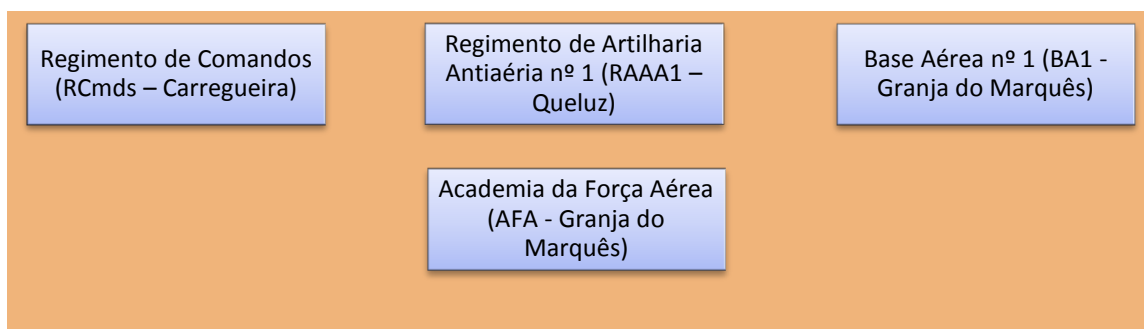 Regimento de Comandos
(RCmds – Carregueira)
Regimento de Artilharia
Antiaéria nº 1 (RAAA1 –
Queluz)
Base Aérea nº 1 (BA1 -
Granja do Marquês)
Academia da Força Aérea
(AFA - Granja do
Marquês)